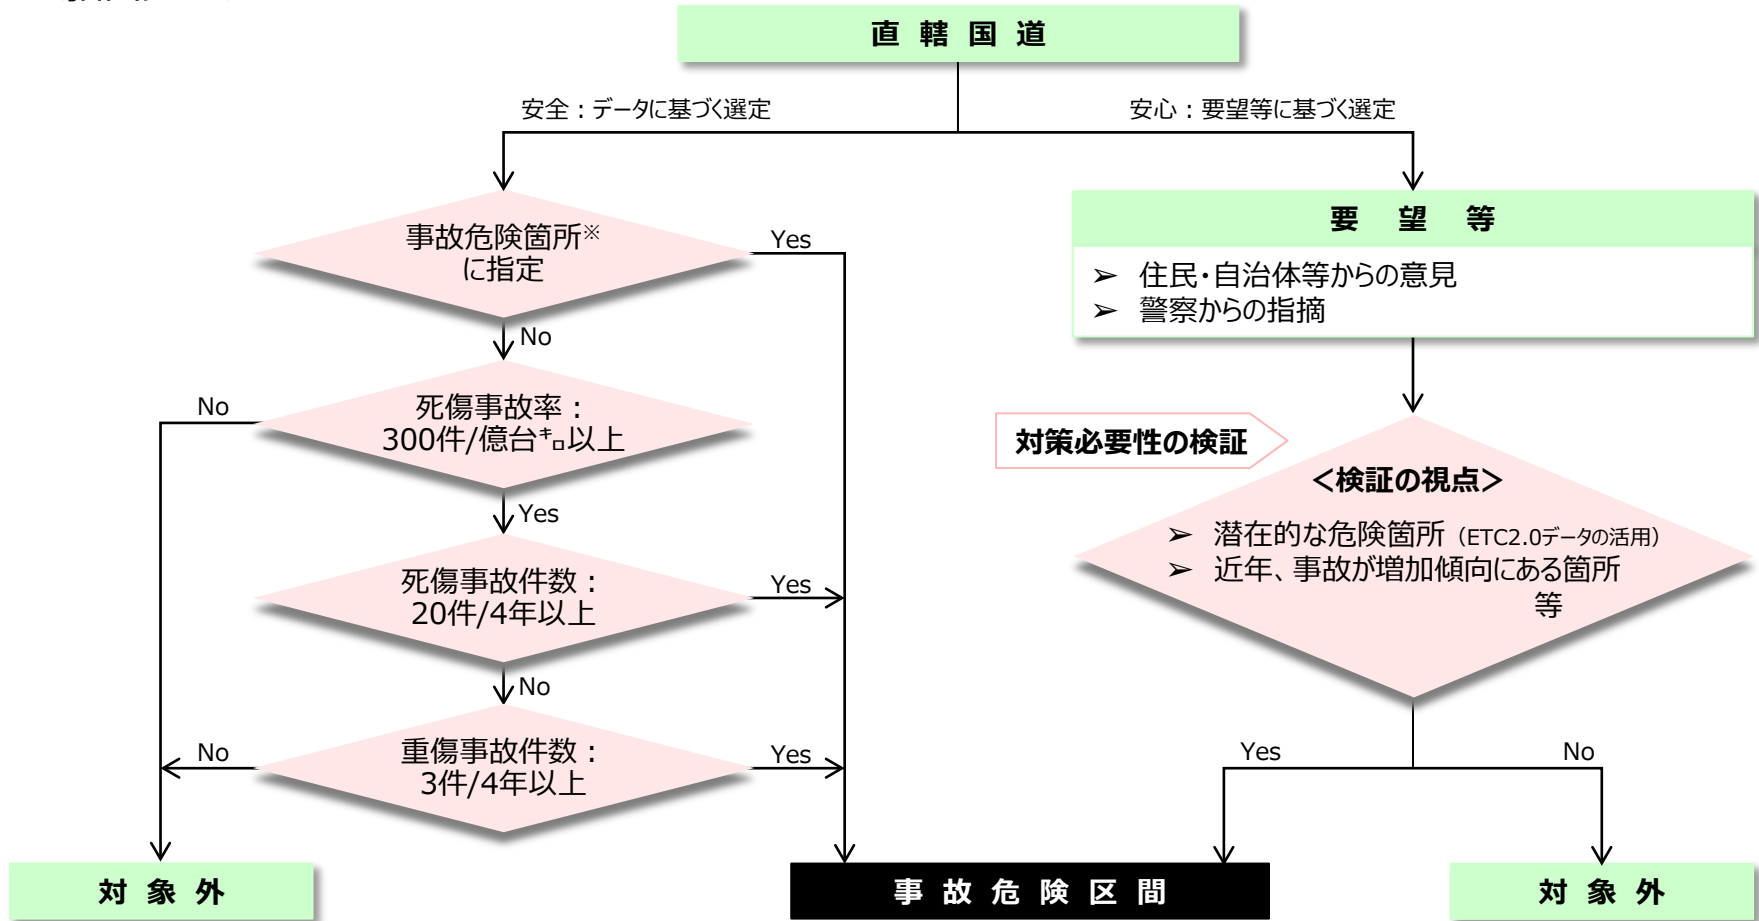 直轄国道
安全：データに基づく選定
安心：要望等に基づく選定
事故危険箇所※
に指定
Yes
No
死傷事故率：
300件/億台㌔以上
No
Yes
死傷事故件数：
20件/4年以上
Yes
No
重傷事故件数：
3件/4年以上
No
Yes
対象外
要望等
➢ 住民・自治体等からの意見
➢ 警察からの指摘
対策必要性の検証
＜検証の視点＞
➢ 潜在的な危険箇所（ETC2.0データの活用）
➢ 近年、事故が増加傾向にある箇所
等
Yes
No
事故危険区間
対象外